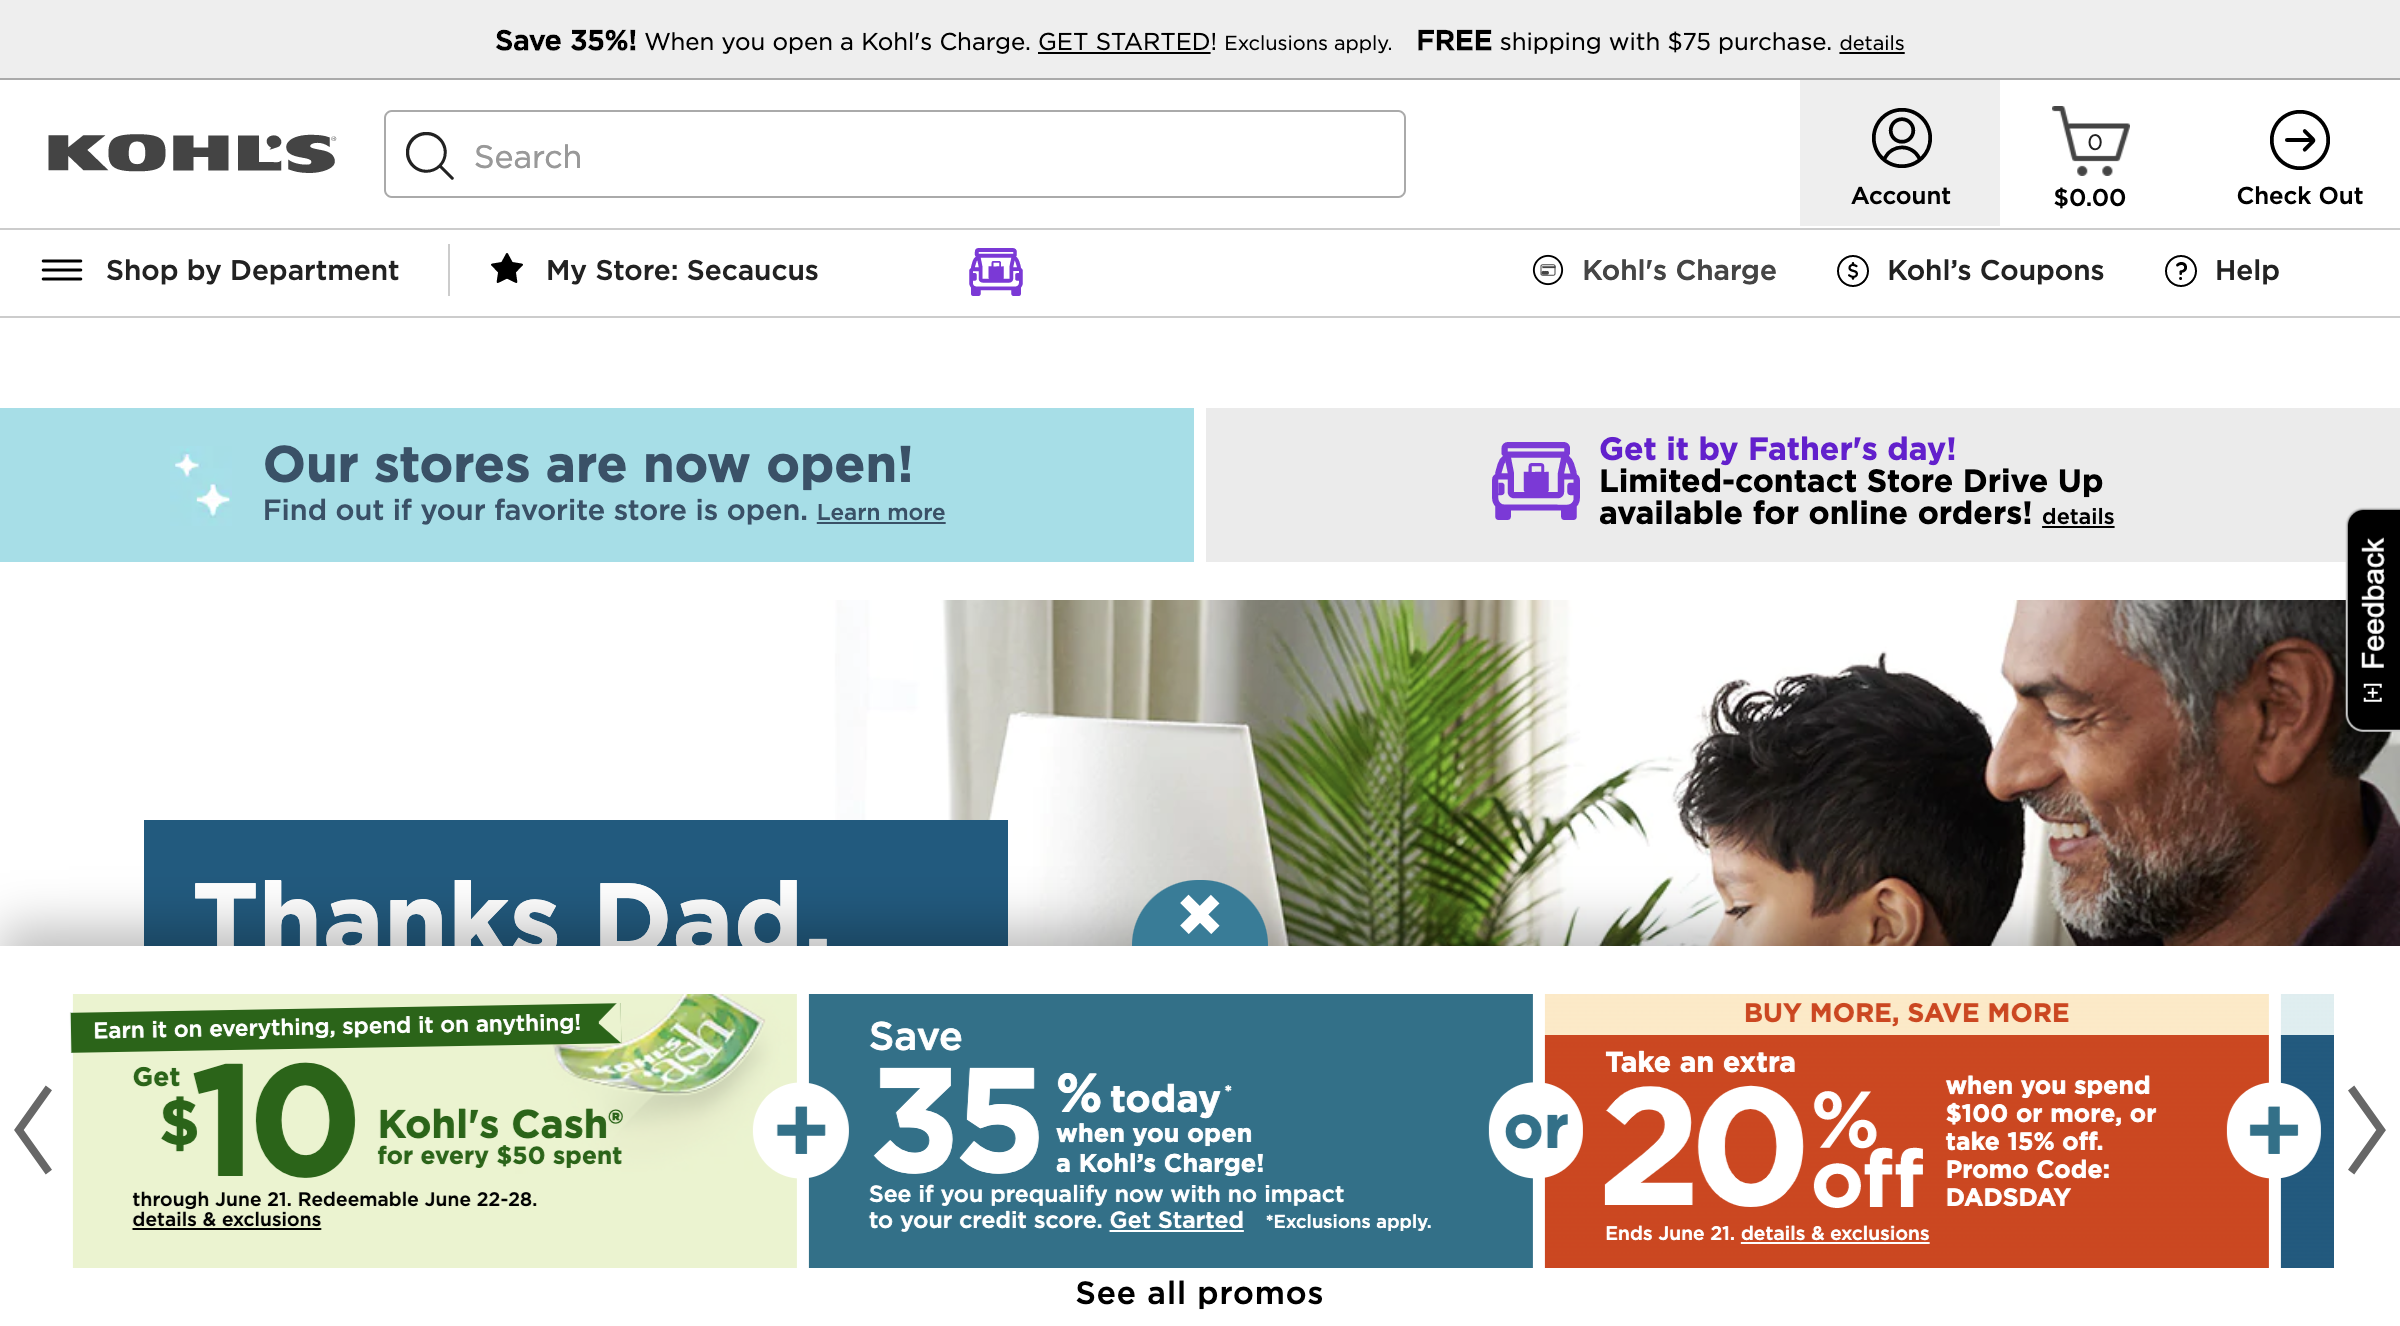 Save 35%! When you open a Kohl's Charge. GET STARTED! Exclusions apply. FREE shipping with $75 purchase. details
KOHL'S
Search
Account
0
$0.00
Check Out
Shop by Department
My Store: Secaucus
Kohl's Charge
$
Kohl’s Coupons
?
Help
Our stores are now open!
Find out if your favorite store is open. Learn more
Get it by Father's day!
Limited-contact Store Drive Up
available for online orders! details
[+] Feedback
Thanks Dad.
Earn it on everything, spend it on anything!
KOHL'S
Cash
Get
$10
Kohl's Cash®
for every $50 spent
through June 21. Redeemable June 22-28.
details & exclusions
+
Save
35% today*
when you open
a Kohl’s Charge!
See if you prequalify now with no impact
to your credit score. Get Started *Exclusions apply.
or
BUY MORE, SAVE MORE
Take an extra
20% off
when you spend
$100 or more, or
take 15% off.
Promo Code:
DADSDAY
Ends June 21. details & exclusions
+
See all promos